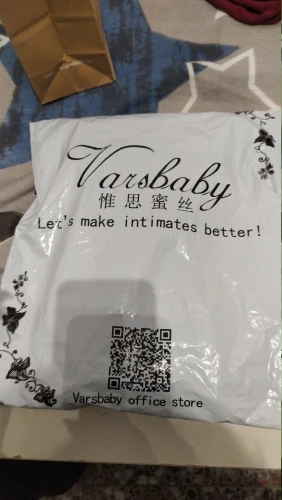 Varsbaby
惟思蜜丝
Let's make intimates better!
Varsbaby office store